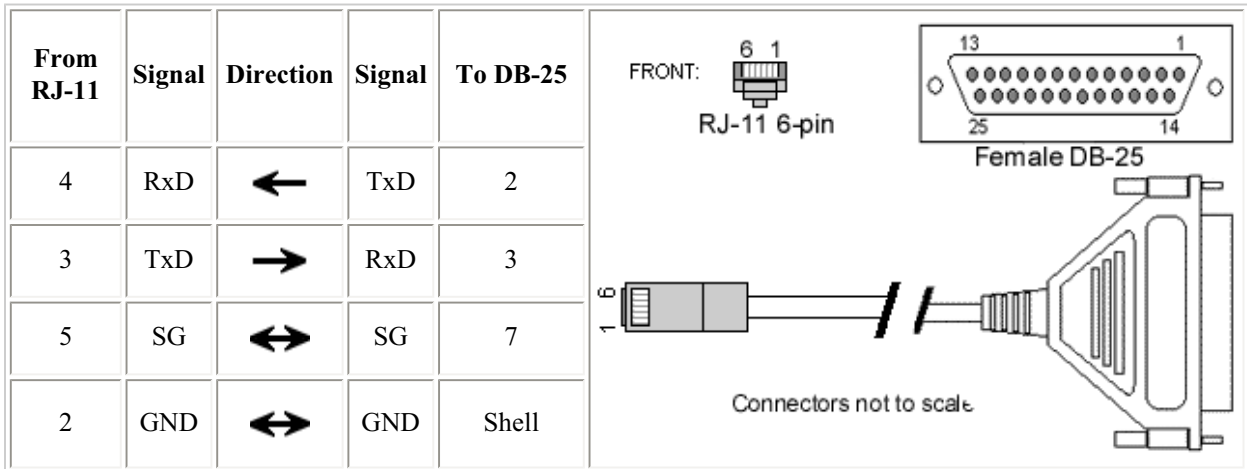 From RJ-11 Signal Direction Signal To DB-25
4 RxD TxD 2
3 TxD RxD 3
5 SG SG 7
2 GND GND Shell
FRONT:
6 1
RJ-11 6-pin
13 1
25 14
Female DB-25
6
1
Connectors not to scale